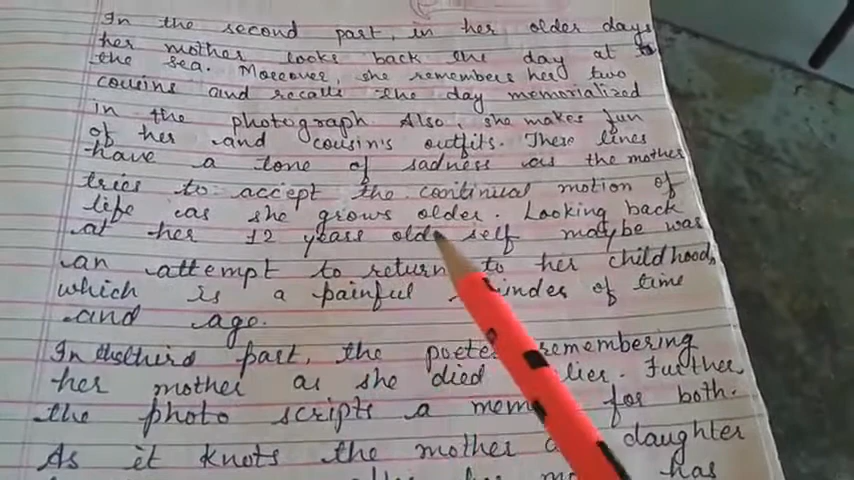 In the second part, in her older days,
her mother looks back the day at
the sea. Moreover, she remembers her two
cousins and recalls the day memorialized
in the photograph. Also, she makes fun
of her and cousin's outfits. These lines
have a tone of sadness as the mother
tries to accept the continual motion of
life as she grows older. Looking back
at her 12 years old self maybe was
an attempt to return to her childhood,
which is a painful of time
and age.
In third part, the poetess remembering
her mother as she died Further
the photo scripts a for both.
As it knots the mother daughter
has